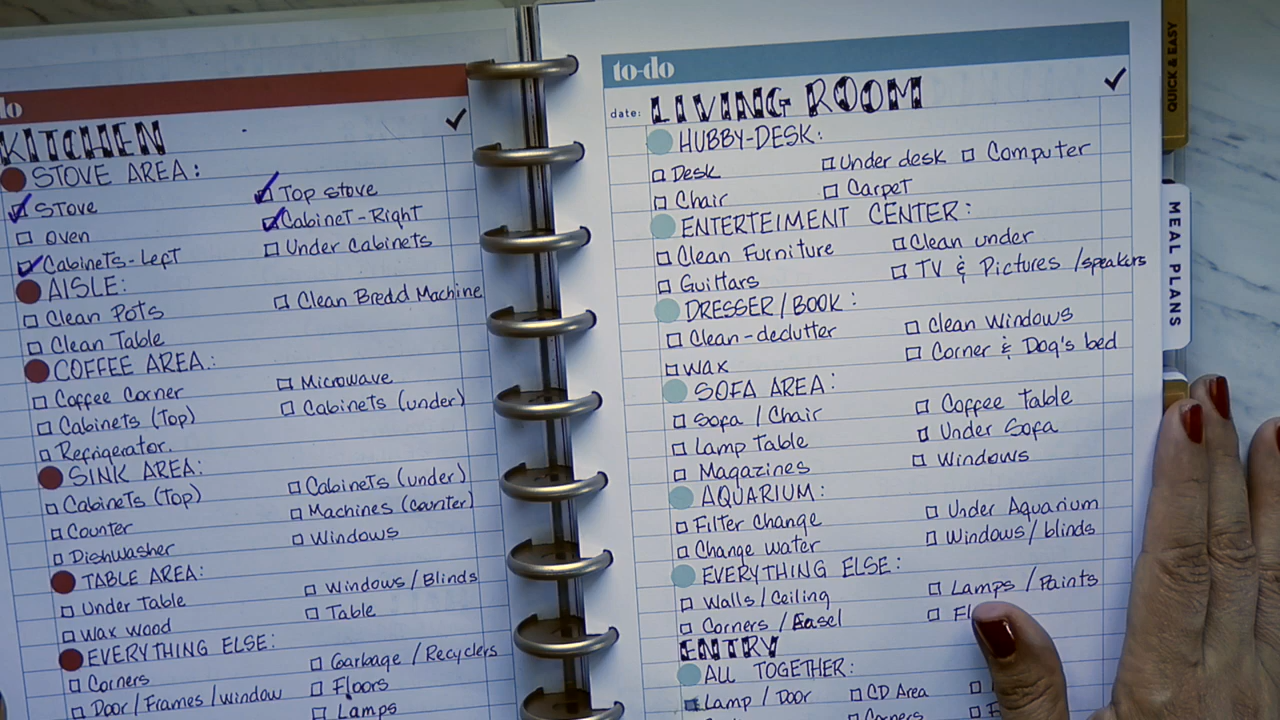 do
KITCHEN
STOVE AREA:
Stove
Top stove
Oven
Cabinet-Right
Cabinets-Left
Under Cabinets
AISLE:
Clean Pots
Clean Bredd Machine
Clean Table
COFFEE AREA:
Coffee Corner
Microwave
Cabinets (Top)
Cabinets (under)
Refrigerator.
SINK AREA:
Cabinets (Top)
Cabinets (under)
Counter
Machines (counter)
Dishwasher
Windows
TABLE AREA:
Under Table
Windows/Blinds
Wax wood
Table
EVERYTHING ELSE:
Corners
Garbage/Recyclers
Door/Frames/window
Floors
Lamps
to-do
date: LIVING ROOM
HUBBY-DESK:
Desk
Under desk
Computer
Chair
Carpet
ENTERTEIMENT CENTER:
Clean Furniture
Clean under
Guittars
TV & Pictures /speakers
DRESSER/BOOK:
Clean-declutter
Clean Windows
Wax
Corner & Dog's bed
SOFA AREA:
Sofa / Chair
Coffee table
Lamp Table
Under Sofa
Magazines
Windows
AQUARIUM:
Filter Change
Under Aquarium
Change water
Windows/blinds
EVERYTHING ELSE:
Walls/Ceiling
Lamps /Paints
Corners /Easel
ENTRY
ALL TOGETHER:
Lamp / Door
CD Area
Corners
QUICK & EASY
MEAL PLANS